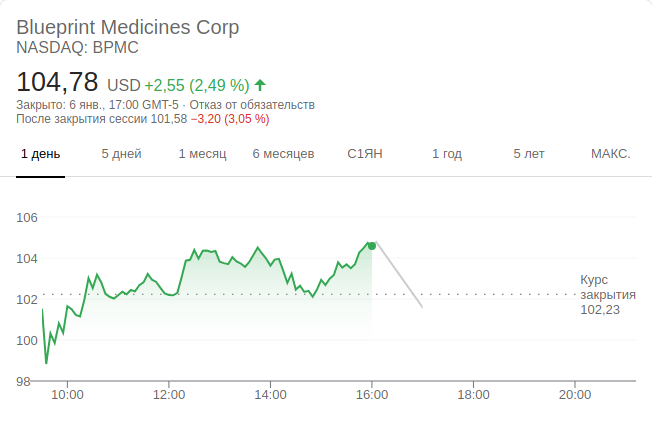 Blueprint Medicines Corp
NASDAQ: BPMC
104,78 USD +2,55 (2,49 %)
Закрыто: 6 янв., 17:00 GMT-5 · Отказ от обязательств
После закрытия сессии 101,58 −3,20 (3,05 %)
1 день 5 дней 1 месяц 6 месяцев С1ЯН 1 год 5 лет МАКС.
106
104
102
100
98
Курс
закрытия
102,23
10:00 12:00 14:00 16:00 18:00 20:00